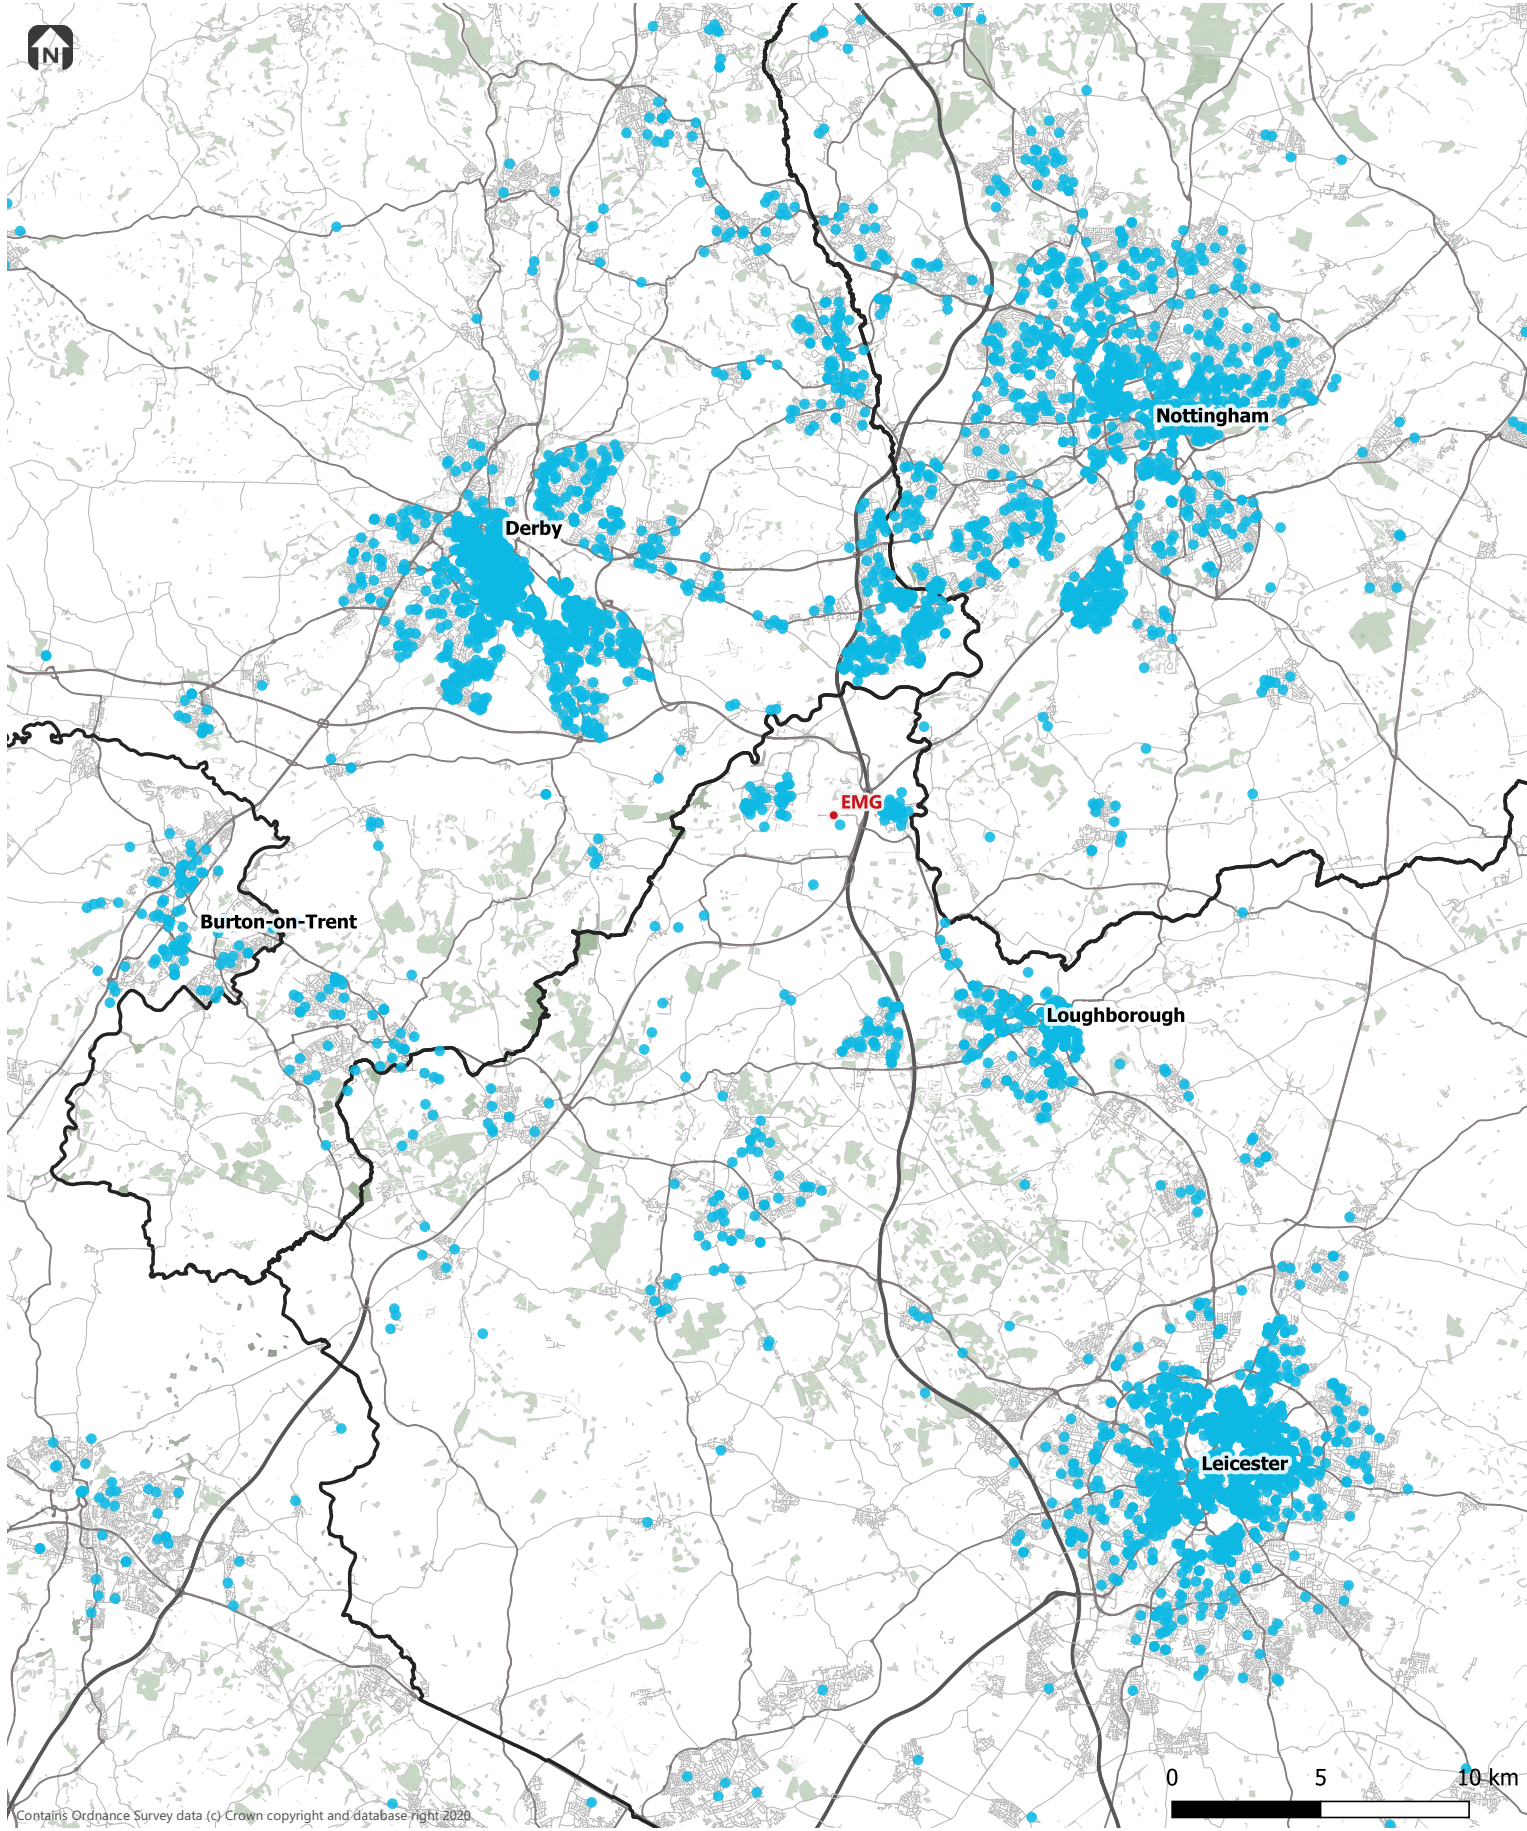 N
Nottingham
Derby
EMG
Burton-on-Trent
Loughborough
Leicester
0 5 10 km
Contains Ordnance Survey data (c) Crown copyright and database right 2020